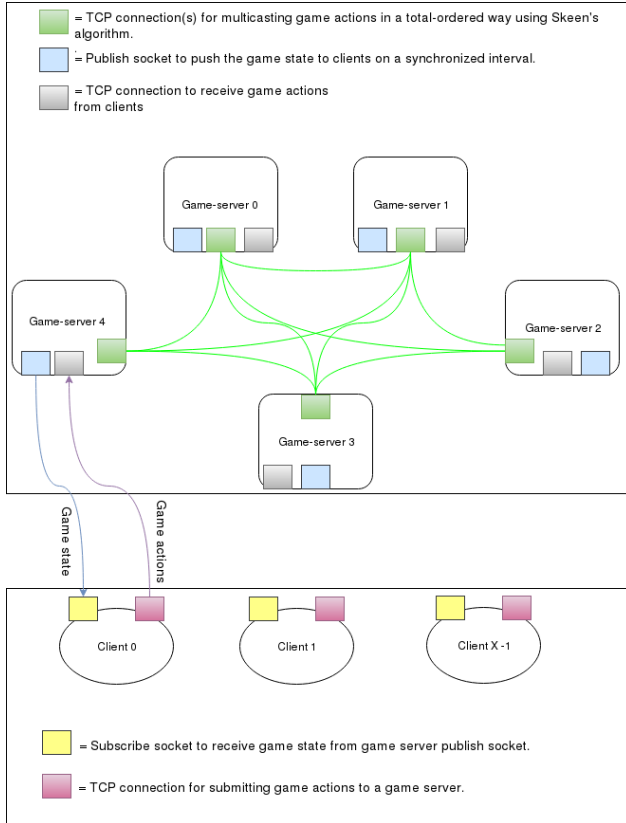 = TCP connection(s) for multicasting game actions in a total-ordered way using Skeen's
algorithm.
= Publish socket to push the game state to clients on a synchronized interval.
= TCP connection to receive game actions
from clients
Game-server 0
Game-server 1
Game-server 4
Game-server 2
Game-server 3
Game state
Game actions
Client 0
Client 1
Client X -1
= Subscribe socket to receive game state from game server publish socket.
= TCP connection for submitting game actions to a game server.